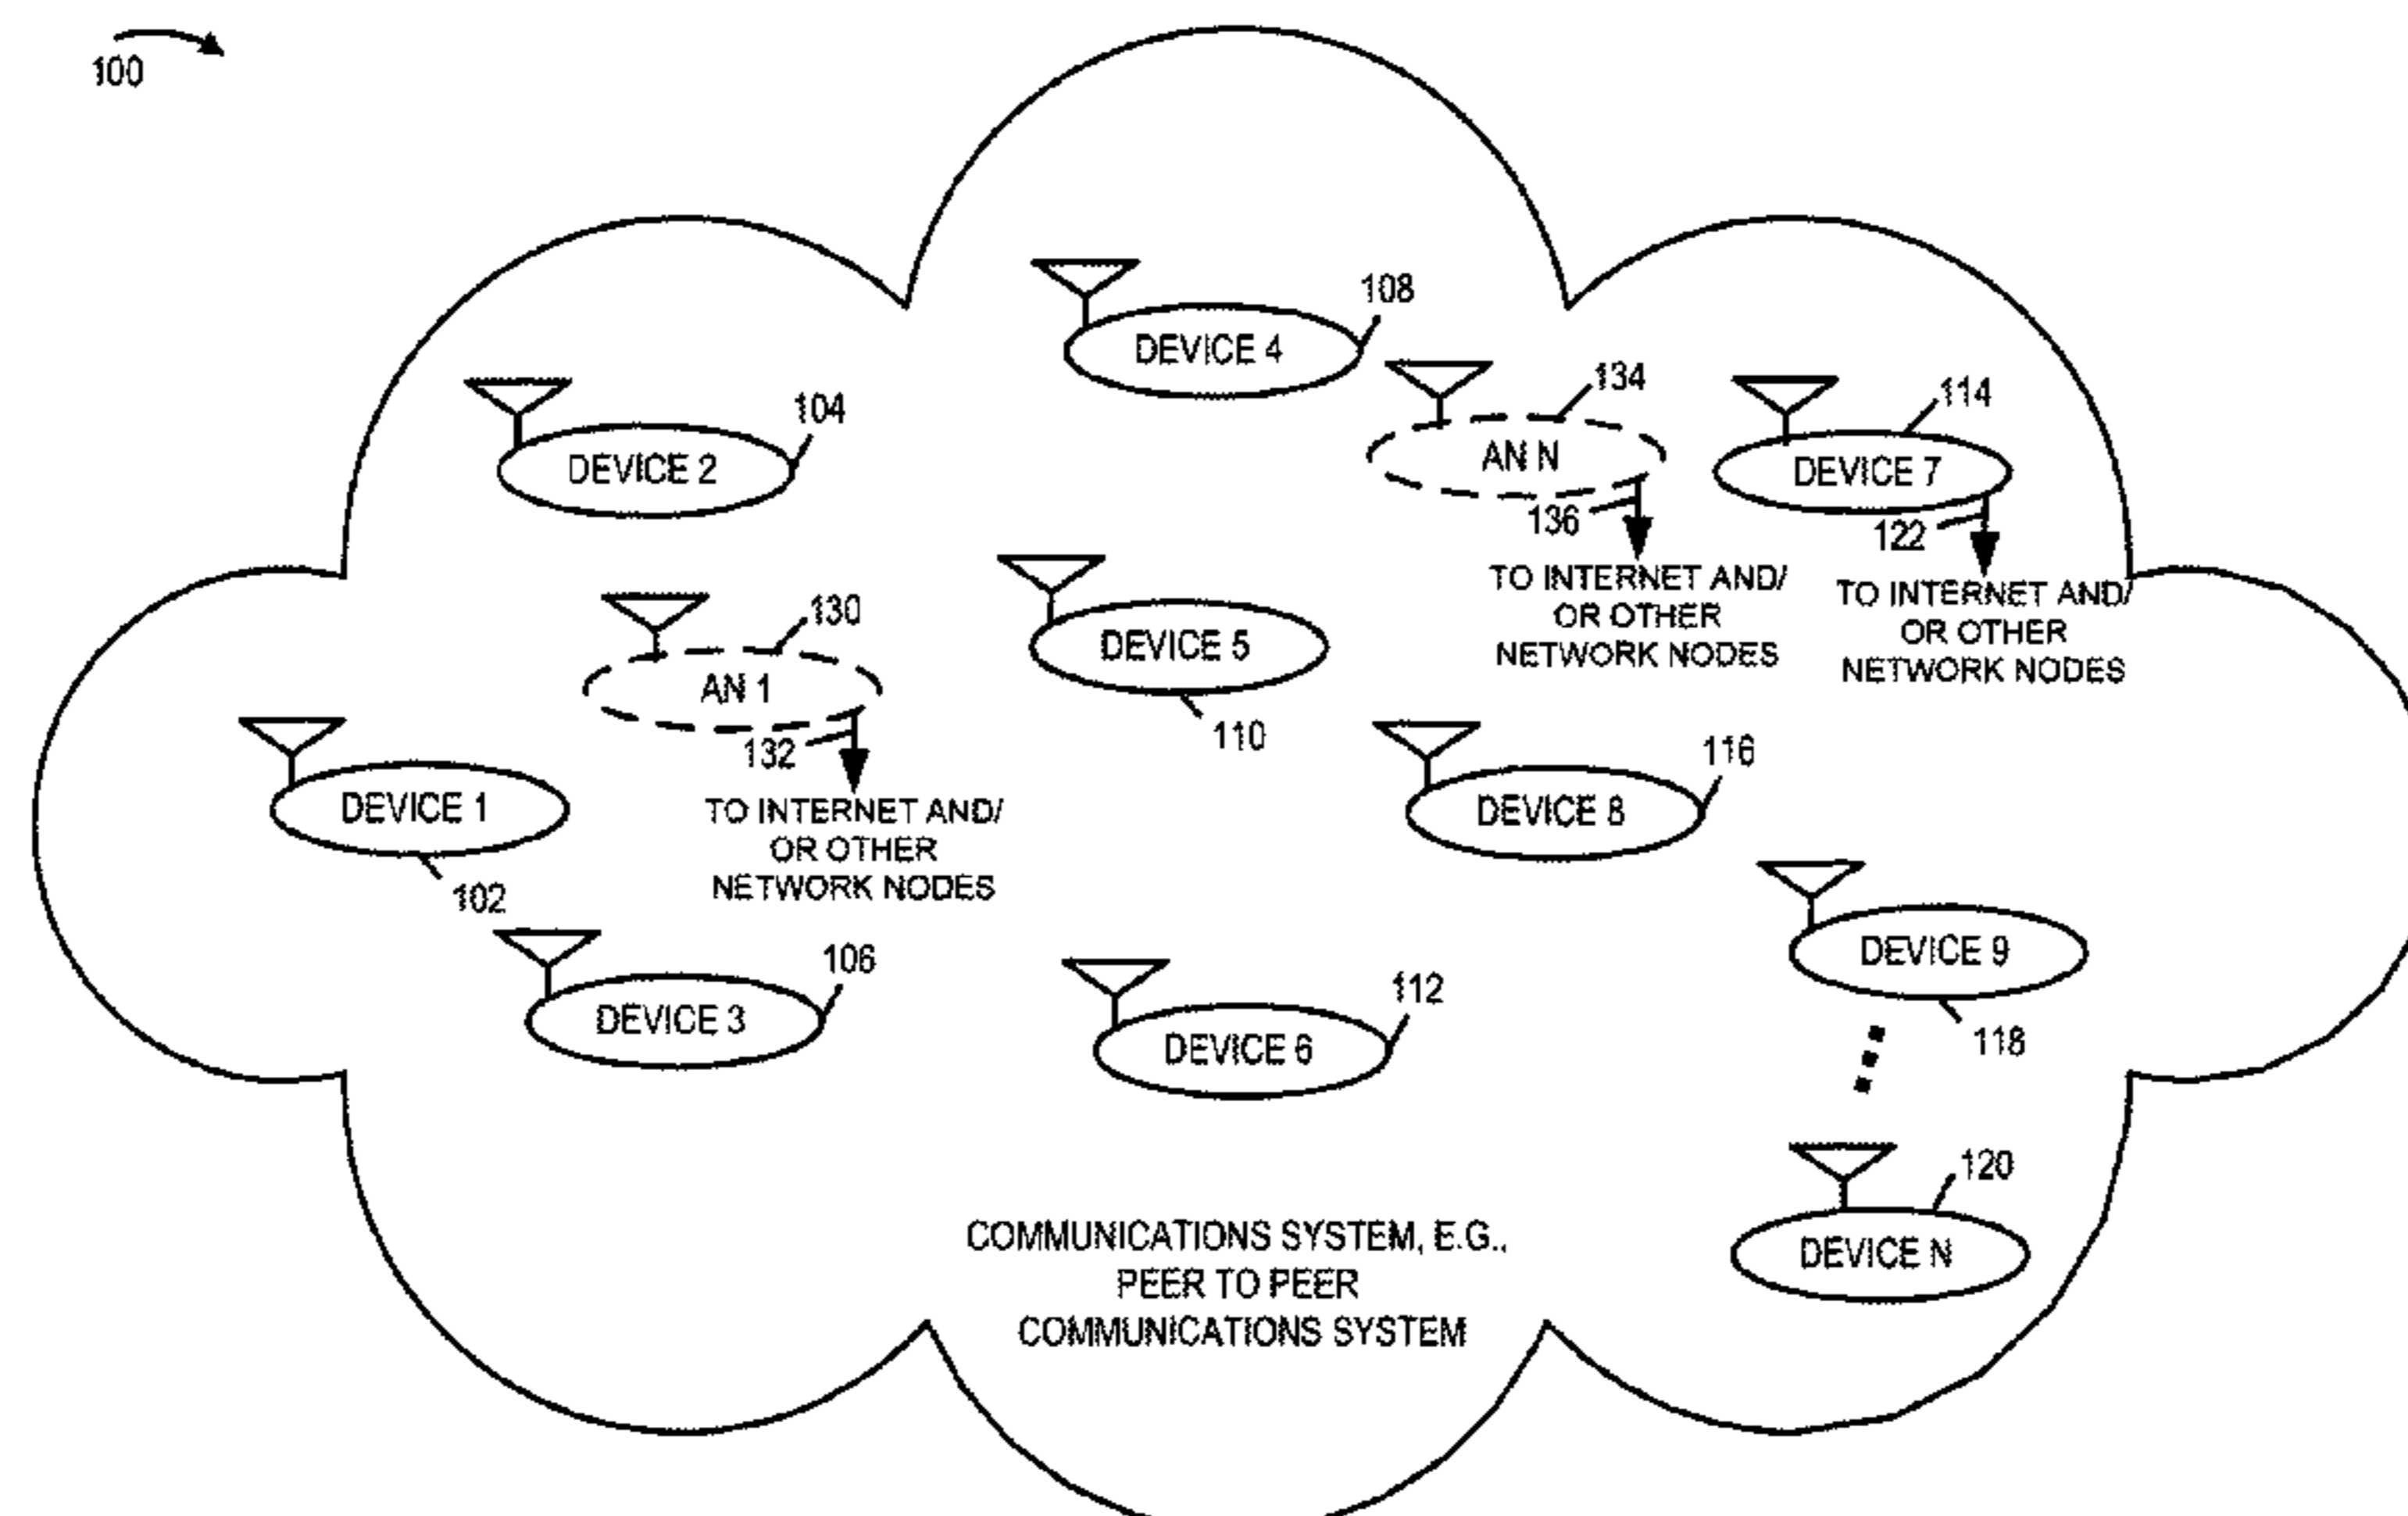 100
108
DEVICE 4
134
114
104
DEVICE 2
AN N
DEVICE 7
136
122
TO INTERNET AND/
OR OTHER
NETWORK NODES
TO INTERNET AND/
OR OTHER
NETWORK NODES
130
DEVICE 5
AN 1
110
132
116
DEVICE 1
TO INTERNET AND/
OR OTHER
NETWORK NODES
DEVICE 8
102
106
DEVICE 9
DEVICE 3
112
DEVICE 6
118
120
DEVICE N
COMMUNICATIONS SYSTEM, E.G.,
PEER TO PEER
COMMUNICATIONS SYSTEM